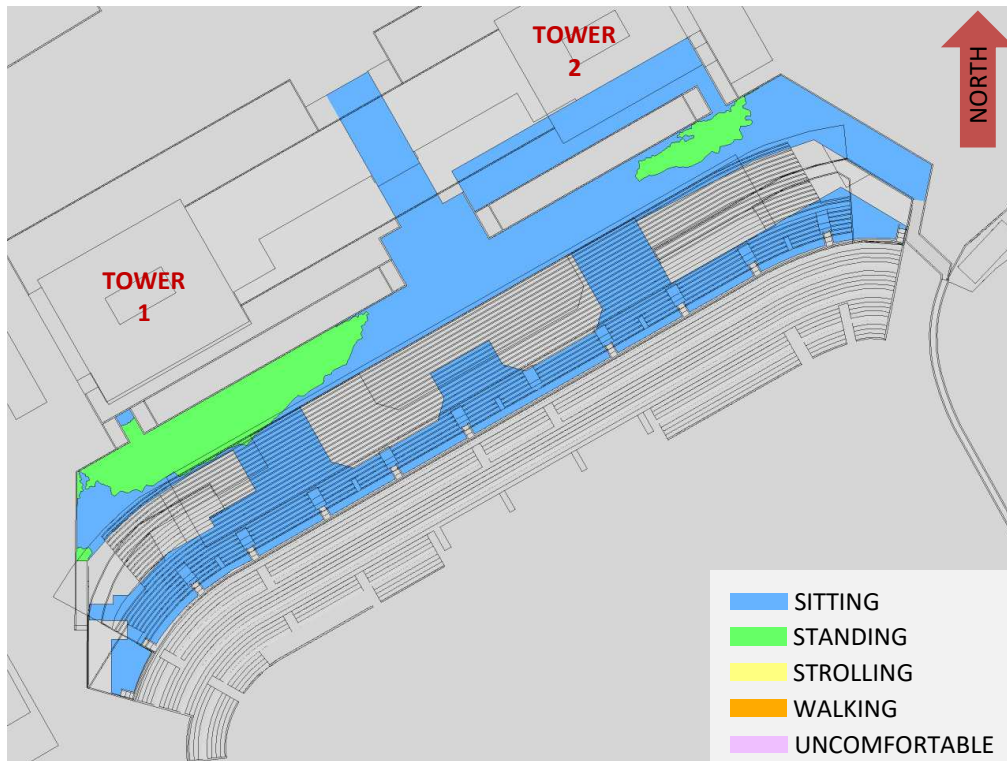 TOWER
2
NORTH
TOWER
1
SITTING
STANDING
STROLLING
WALKING
UNCOMFORTABLE